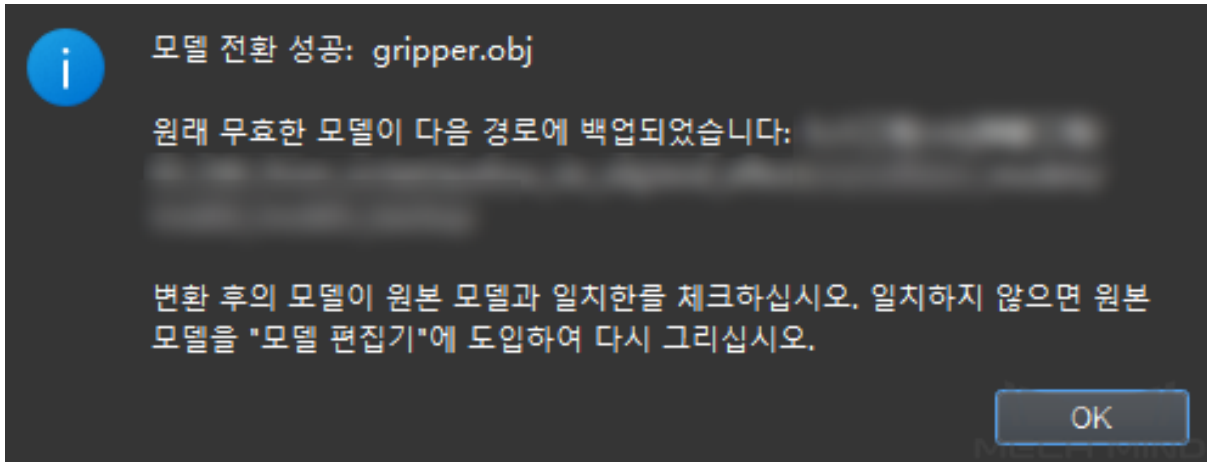 모델 전환 성공: gripper.obj
원래 무효한 모델이 다음 경로에 백업되었습니다:
변환 후의 모델이 원본 모델과 일치한를 체크하십시오. 일치하지 않으면 원본
모델을 "모델 편집기"에 도입하여 다시 그리십시오.
OK
MECH MIND